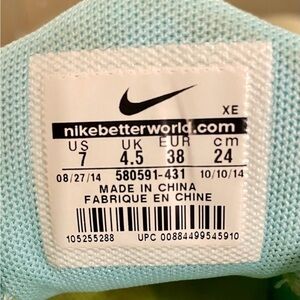 XE
nikebetterworld.com
US UK EUR cm
7 4.5 38 24
08/27/14 580591-431 10/10/14
MADE IN CHINA
FABRIQUE EN CHINE
105255288 UPC 00884499545910